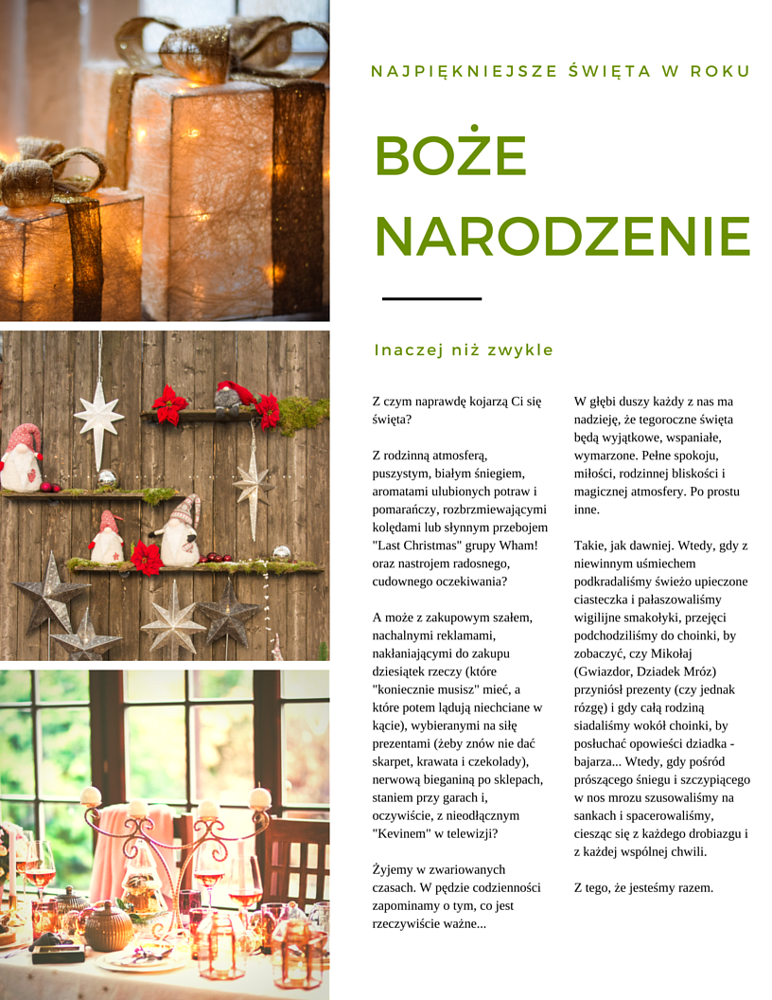 NAJPIĘKNIEJSZE ŚWIĘTA W ROKU
BOŻE
NARODZENIE
Inaczej niż zwykle
Z czym naprawdę kojarzą Ci się
święta?
Z rodzinną atmosferą,
puszystym, białym śniegiem,
aromatami ulubionych potraw i
pomarańczy, rozbrzmiewającymi
kolędami lub słynnym przebojem
"Last Christmas" grupy Wham!
oraz nastrojem radosnego,
cudownego oczekiwania?
A może z zakupowym szałem,
nachalnymi reklamami,
nakłaniającymi do zakupu
dziesiątek rzeczy (które
"koniecznie musisz" mieć, a
które potem lądują niechciane w
kącie), wybieranymi na siłę
prezentami (żeby znów nie dać
skarpet, krawata i czekolady),
nerwową bieganiną po sklepach,
staniem przy garach i,
oczywiście, z nieodłącznym
"Kevinem" w telewizji?
Żyjemy w zwariowanych
czasach. W pędzie codzienności
zapominamy o tym, co jest
rzeczywiście ważne...
W głębi duszy każdy z nas ma
nadzieję, że tegoroczne święta
będą wyjątkowe, wspaniałe,
wymarzone. Pełne spokoju,
miłości, rodzinnej bliskości i
magicznej atmosfery. Po prostu
inne.
Takie, jak dawniej. Wtedy, gdy z
niewinnym uśmiechem
podkradaliśmy świeżo upieczone
ciasteczka i pałaszowaliśmy
wigilijne smakołyki, przejęci
podchodziliśmy do choinki, by
zobaczyć, czy Mikołaj
(Gwiazdor, Dziadek Mróz)
przyniósł prezenty (czy jednak
rózgę) i gdy całą rodziną
siadaliśmy wokół choinki, by
posłuchać opowieści dziadka -
bajarza... Wtedy, gdy pośród
prószącego śniegu i szczypiącego
w nos mrozu szusowaliśmy na
sankach i spacerowaliśmy,
ciesząc się z każdego drobiazgu i
z każdej wspólnej chwili.
Z tego, że jesteśmy razem.